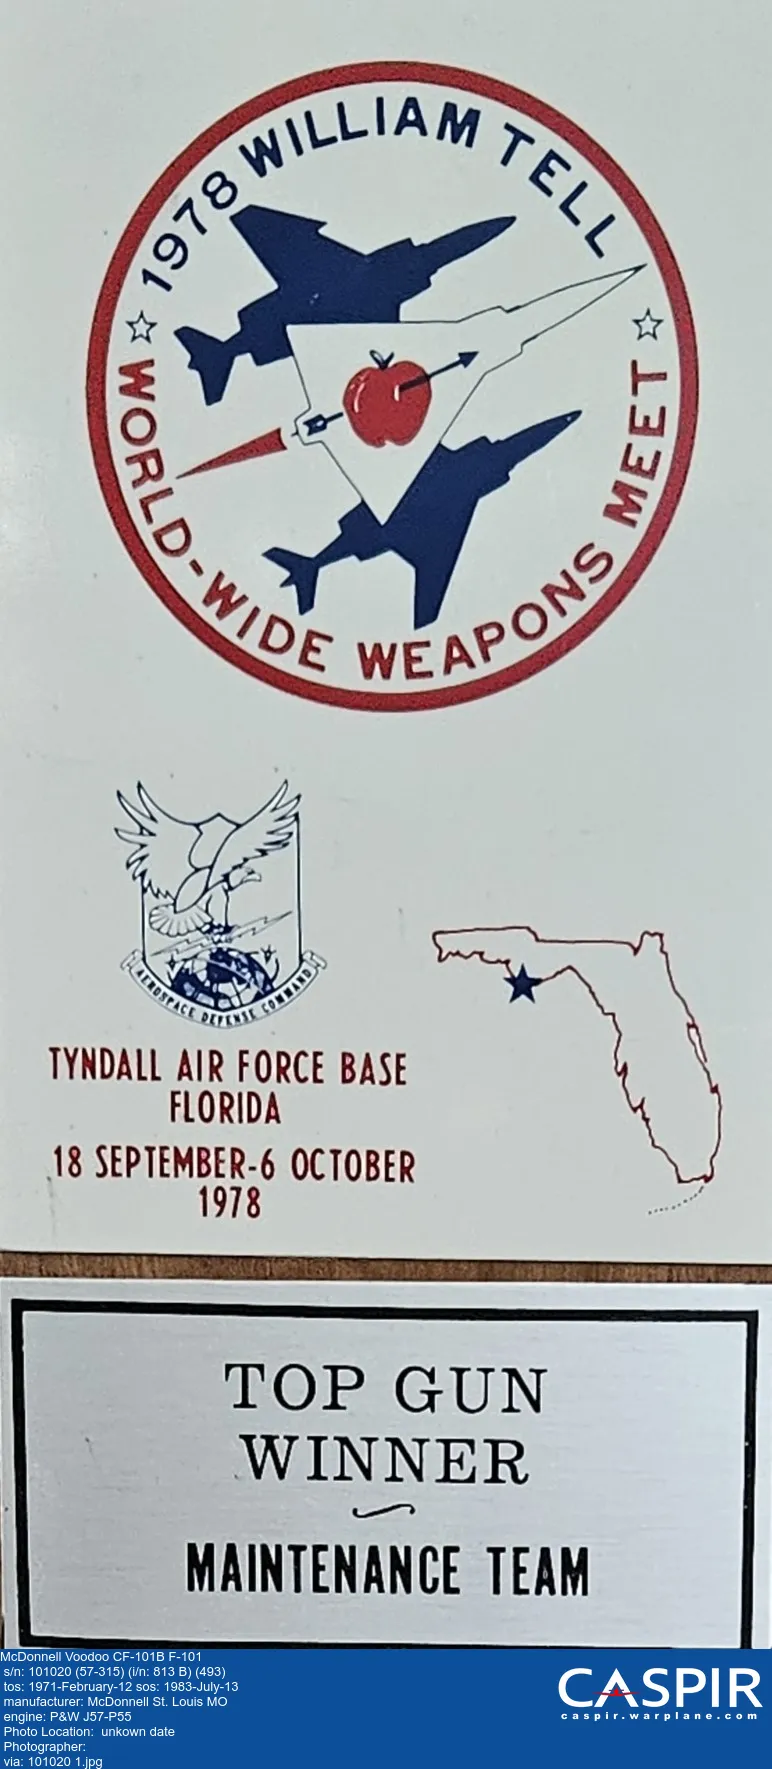 1978 WILLIAM TELL
WORLD-WIDE WEAPONS MEET
AEROSPACE DEFENSE COMMAND
TYNDALL AIR FORCE BASE
FLORIDA
18 SEPTEMBER-6 OCTOBER
1978
TOP GUN
WINNER
MAINTENANCE TEAM
McDonnell Voodoo CF-101B F-101
s/n: 101020 (57-315) (i/n: 813 B) (493)
tos: 1971-February-12 sos: 1983-July-13
manufacturer: McDonnell St. Louis MO
engine: P&W J57-P55
Photo Location: unkown date
Photographer:
via: 101020 1.jpg
CASPIR
caspir.warplane.com